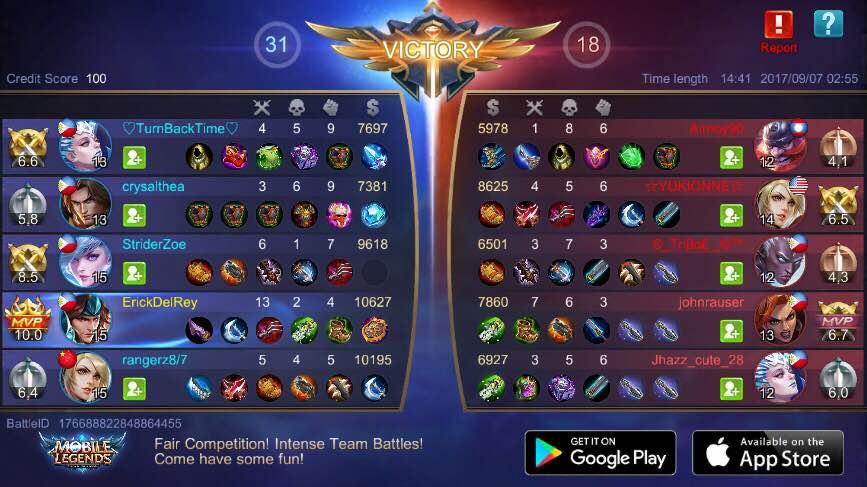 31 VICTORY 18
Report
Credit Score 100
Time length 14:41 2017/09/07 02:55
6.6 13 ♡TurnBackTime♡ 4 5 9 7697
5978 1 8 6 Aimoy90 12 4,1
5,8 13 crysalthea 3 6 9 7381
8625 4 5 6 ☆YUKIONNE☆ 14 6.5
8.5 15 StriderZoe 6 1 7 9618
6501 3 7 3 12 4,3
MVP 10.0 15 ErickDelRey 13 2 4 10627
7860 7 6 3 johnrauser 13 MVP 6.7
6,4 15 rangerz8/7 5 4 5 10195
6927 3 5 6 Jhazz_cute_28 12 6,0
BattleID 176688822848864455
MOBILE LEGENDS
Fair Competition! Intense Team Battles!
Come have some fun!
GET IT ON
Google Play
Available on the
App Store